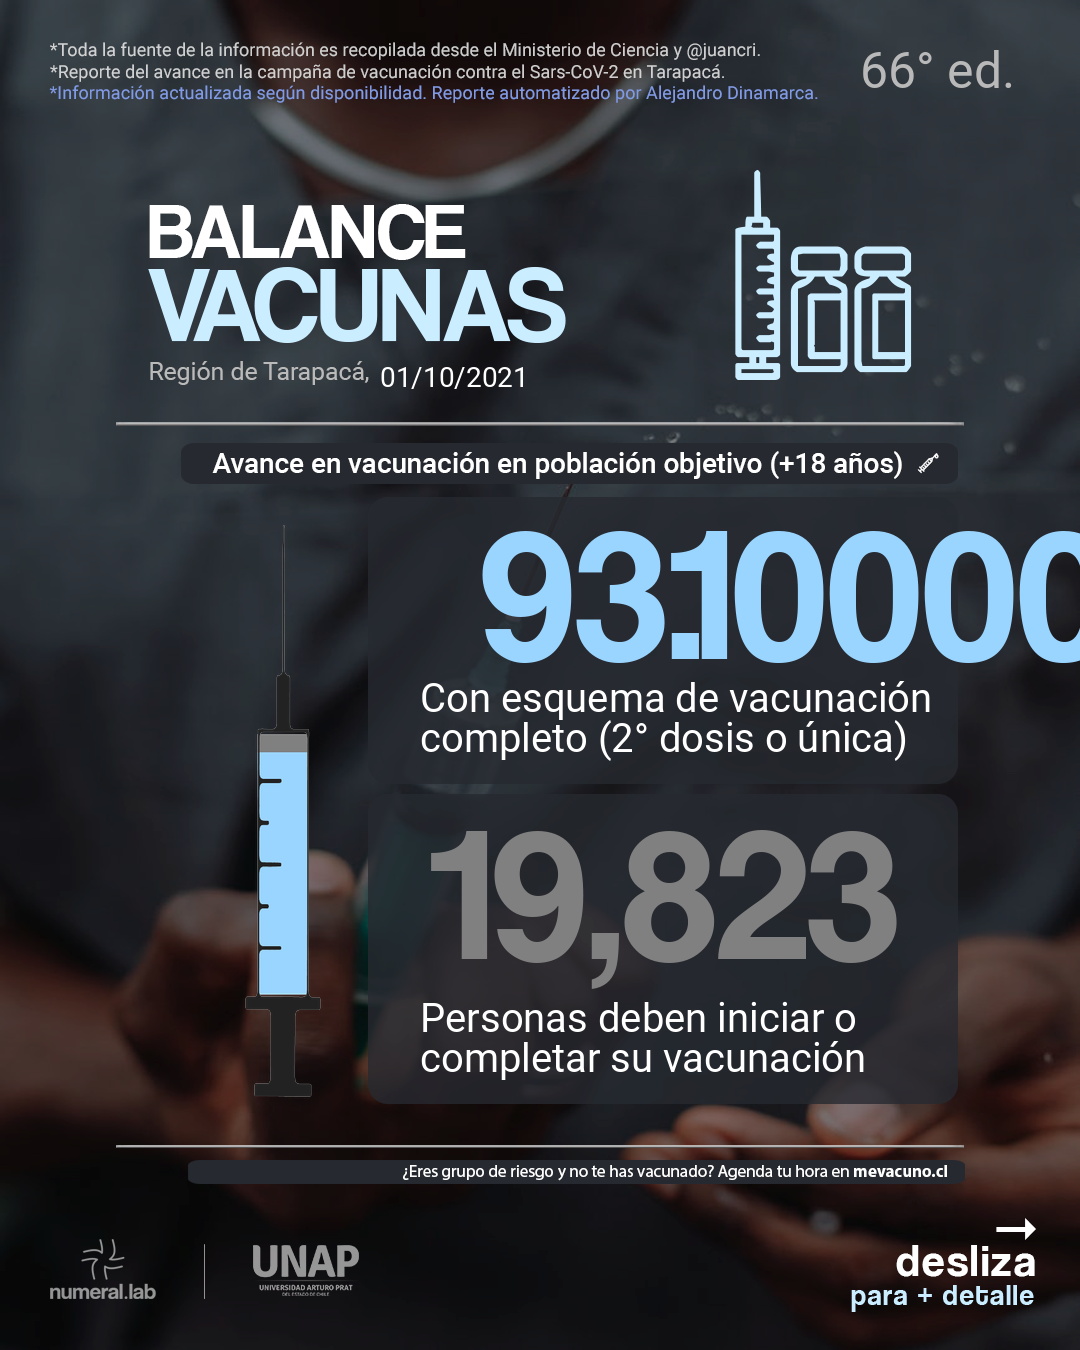 *Toda la fuente de la información es recopilada desde el Ministerio de Ciencia y @juancri.
*Reporte del avance en la campaña de vacunación contra el Sars-CoV-2 en Tarapacá.
*Información actualizada según disponibilidad. Reporte automatizado por Alejandro Dinamarca.
66° ed.
BALANCE
VACUNAS
Región de Tarapacá, 01/10/2021
Avance en vacunación en población objetivo (+18 años)
93.10000
Con esquema de vacunación
completo (2° dosis o única)
19,823
Personas deben iniciar o
completar su vacunación
¿Eres grupo de riesgo y no te has vacunado? Agenda tu hora en mevacuno.cl
numeral.lab
UNAP
UNIVERSIDAD ARTURO PRAT
DEL ESTADO DE CHILE
desliza
para + detalle